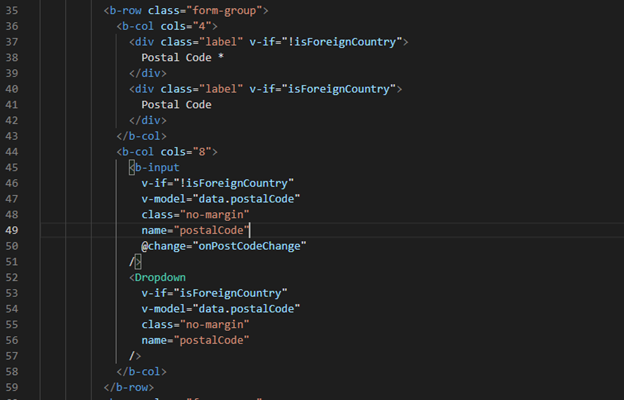 35 <b-row class="form-group">
36 <b-col cols="4">
37 <div class="label" v-if="!isForeignCountry">
38 Postal Code *
39 </div>
40 <div class="label" v-if="isForeignCountry">
41 Postal Code
42 </div>
43 </b-col>
44 <b-col cols="8">
45 <b-input
46 v-if="!isForeignCountry"
47 v-model="data.postalCode"
48 class="no-margin"
49 name="postalCode"
50 @change="onPostCodeChange"
51 />
52 <Dropdown
53 v-if="isForeignCountry"
54 v-model="data.postalCode"
55 class="no-margin"
56 name="postalCode"
57 />
58 </b-col>
59 </b-row>